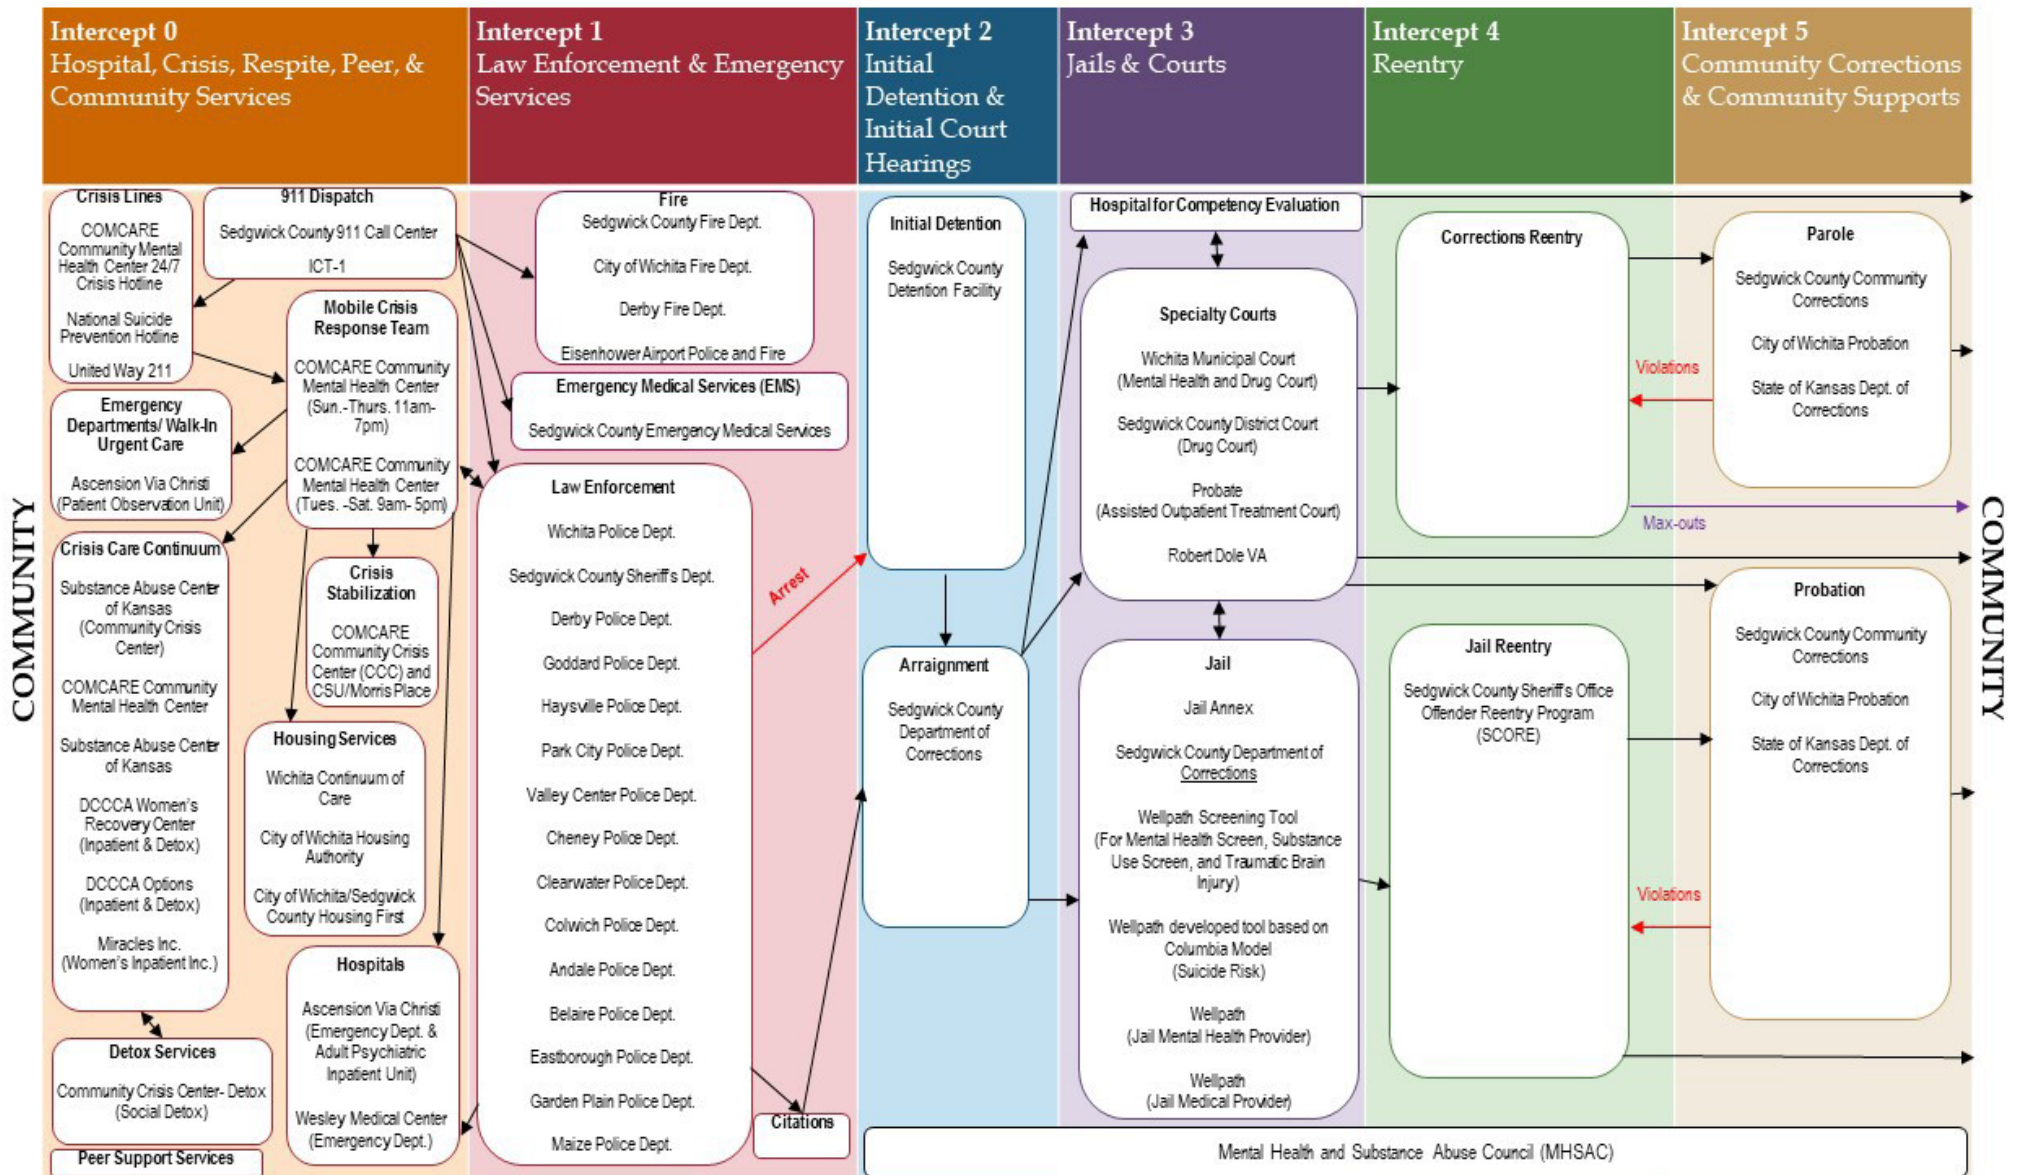 Intercept 0
Hospital, Crisis, Respite, Peer, &
Community Services
Intercept 1
Law Enforcement & Emergency
Services
Intercept 2
Initial
Detention &
Initial Court
Hearings
Intercept 3
Jails & Courts
Intercept 4
Reentry
Intercept 5
Community Corrections
& Community Supports
COMMUNITY
Crisis Lines
COMCARE
Community Mental
Health Center 24/7
Crisis Hotline
National Suicide
Prevention Hotline
United Way 211
911 Dispatch
Sedgwick County 911 Call Center
ICT-1
Mobile Crisis
Response Team
COMCARE Community
Mental Health Center
(Sun.-Thurs. 11am-
7pm)
COMCARE Community
Mental Health Center
(Tues. -Sat. 9am- 5pm)
Emergency
Departments/ Walk-In
Urgent Care
Ascension Via Christi
(Patient Observation Unit)
Crisis Care Continuum
Substance Abuse Center
of Kansas
(Community Crisis
Center)
COMCARE Community
Mental Health Center
Substance Abuse Center
of Kansas
DCCCA Women's
Recovery Center
(Inpatient & Detox)
DCCCA Options
(Inpatient & Detox)
Miracles Inc.
(Women's Inpatient Inc.)
Crisis
Stabilization
COMCARE
Community Crisis
Center (CCC) and
CSU/Morris Place
Housing Services
Wichita Continuum of
Care
City of Wichita Housing
Authority
City of Wichita/Sedgwick
County Housing First
Hospitals
Ascension Via Christi
(Emergency Dept. &
Adult Psychiatric
Inpatient Unit)
Wesley Medical Center
(Emergency Dept.)
Detox Services
Community Crisis Center- Detox
(Social Detox)
Peer Support Services
Fire
Sedgwick County Fire Dept.
City of Wichita Fire Dept.
Derby Fire Dept.
Eisenhower Airport Police and Fire
Emergency Medical Services (EMS)
Sedgwick County Emergency Medical Services
Law Enforcement
Wichita Police Dept.
Sedgwick County Sheriff's Dept.
Derby Police Dept.
Goddard Police Dept.
Haysville Police Dept.
Park City Police Dept.
Valley Center Police Dept.
Cheney Police Dept.
Clearwater Police Dept.
Colwich Police Dept.
Andale Police Dept.
Belaire Police Dept.
Eastborough Police Dept.
Garden Plain Police Dept.
Maize Police Dept.
Arrest
Citations
Initial Detention
Sedgwick County
Detention Facility
Arraignment
Sedgwick County
Department of
Corrections
Hospital for Competency Evaluation
Specialty Courts
Wichita Municipal Court
(Mental Health and Drug Court)
Sedgwick County District Court
(Drug Court)
Probate
(Assisted Outpatient Treatment Court)
Robert Dole VA
Jail
Jail Annex
Sedgwick County Department of
Corrections
Wellpath Screening Tool
(For Mental Health Screen, Substance
Use Screen, and Traumatic Brain
Injury)
Wellpath developed tool based on
Columbia Model
(Suicide Risk)
Wellpath
(Jail Mental Health Provider)
Wellpath
(Jail Medical Provider)
Corrections Reentry
Jail Reentry
Sedgwick County Sheriff's Office
Offender Reentry Program
(SCORE)
Parole
Sedgwick County Community
Corrections
City of Wichita Probation
State of Kansas Dept. of
Corrections
Violations
Max-outs
Probation
Sedgwick County Community
Corrections
City of Wichita Probation
State of Kansas Dept. of
Corrections
Violations
Mental Health and Substance Abuse Council (MHSAC)
COMMUNITY